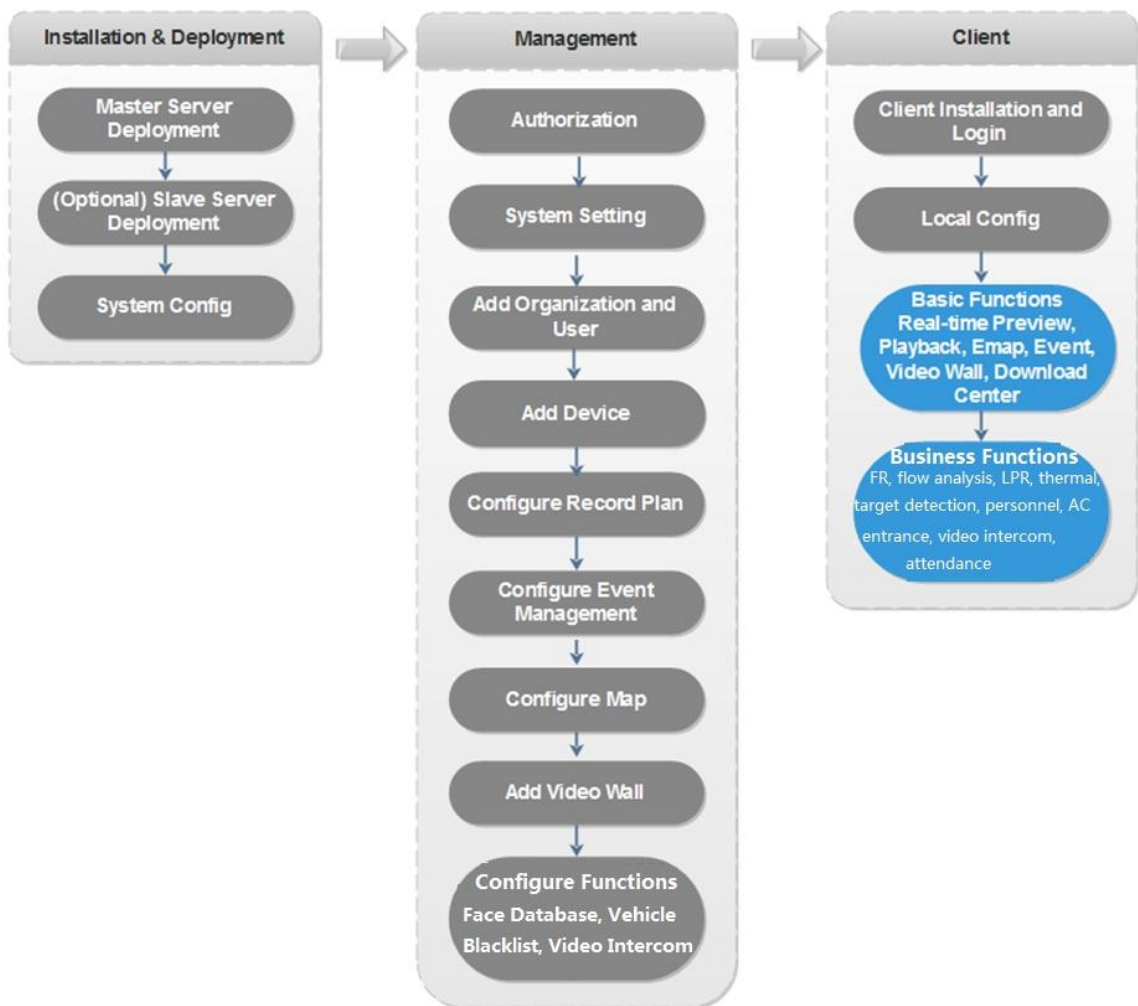 Installation & Deployment
Master Server
Deployment
(Optional) Slave Server
Deployment
System Config
Management
Authorization
System Setting
Add Organization and
User
Add Device
Configure Record Plan
Configure Event
Management
Configure Map
Add Video Wall
Configure Functions
Face Database, Vehicle
Blacklist, Video Intercom
Client
Client Installation and
Login
Local Config
Basic Functions
Real-time Preview,
Playback, Emap, Event,
Video Wall, Download
Center
Business Functions
FR, flow analysis, LPR, thermal,
target detection, personnel, AC
entrance, video intercom,
attendance